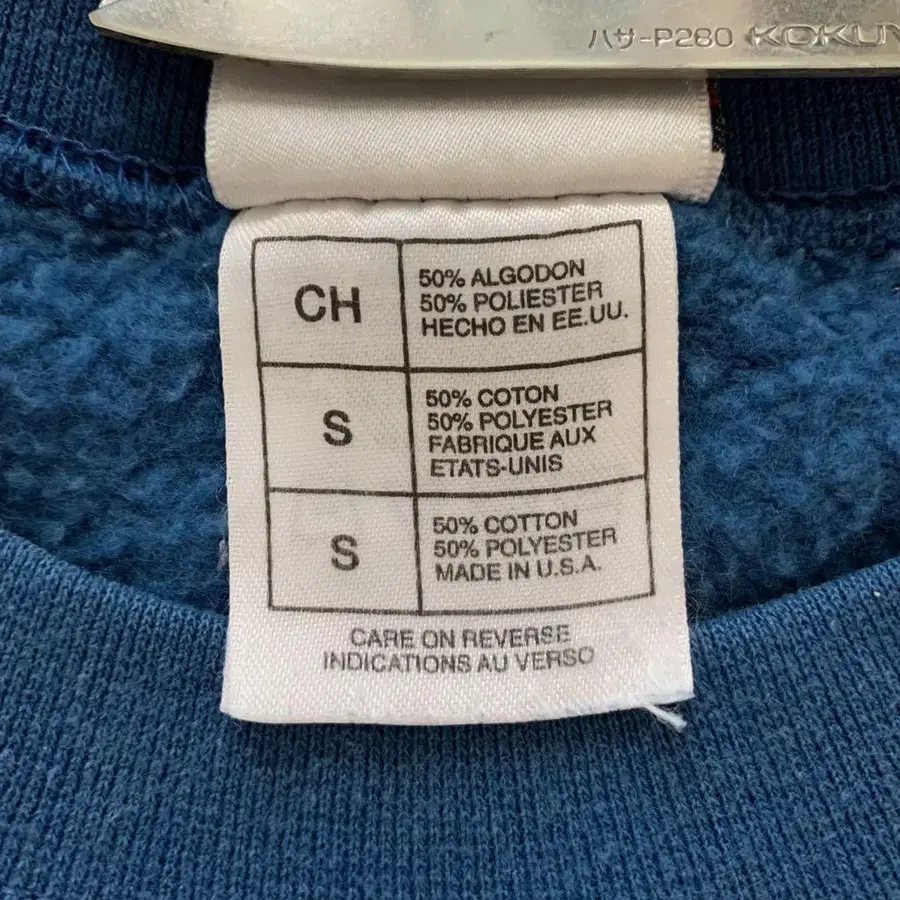 ハサ-P280
CH
50% ALGODON
50% POLIESTER
HECHO EN EE.UU.
S
50% COTON
50% POLYESTER
FABRIQUE AUX
ETATS-UNIS
S
50% COTTON
50% POLYESTER
MADE IN U.S.A.
CARE ON REVERSE
INDICATIONS AU VERSO